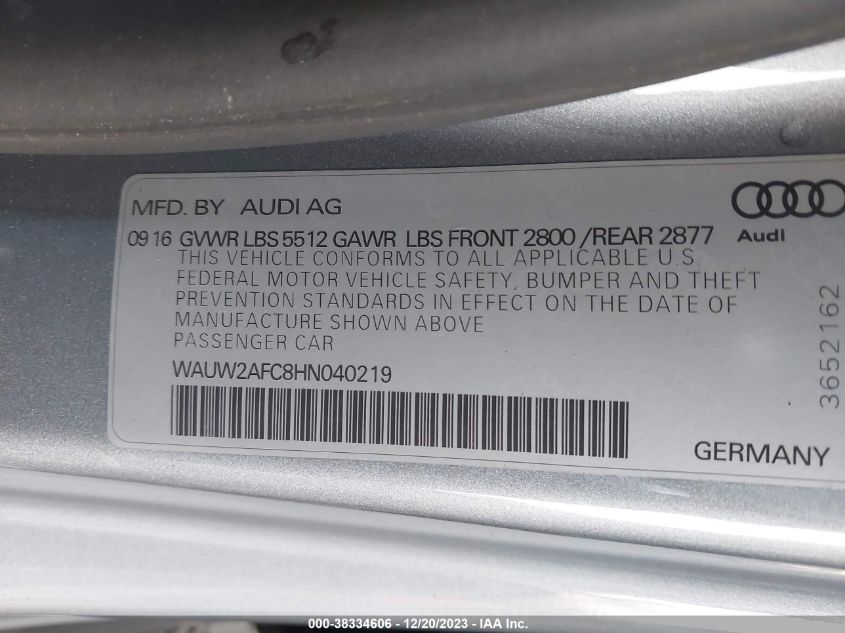 MFD. BY AUDI AG
09 16 GVWR LBS 5512 GAWR LBS FRONT 2800 /REAR 2877
Audi
THIS VEHICLE CONFORMS TO ALL APPLICABLE U.S.
FEDERAL MOTOR VEHICLE SAFETY, BUMPER AND THEFT
PREVENTION STANDARDS IN EFFECT ON THE DATE OF
MANUFACTURE SHOWN ABOVE
PASSENGER CAR
WAUW2AFC8HN040219
GERMANY
3652162
000-38334606 - 12/20/2023 - IAA Inc.